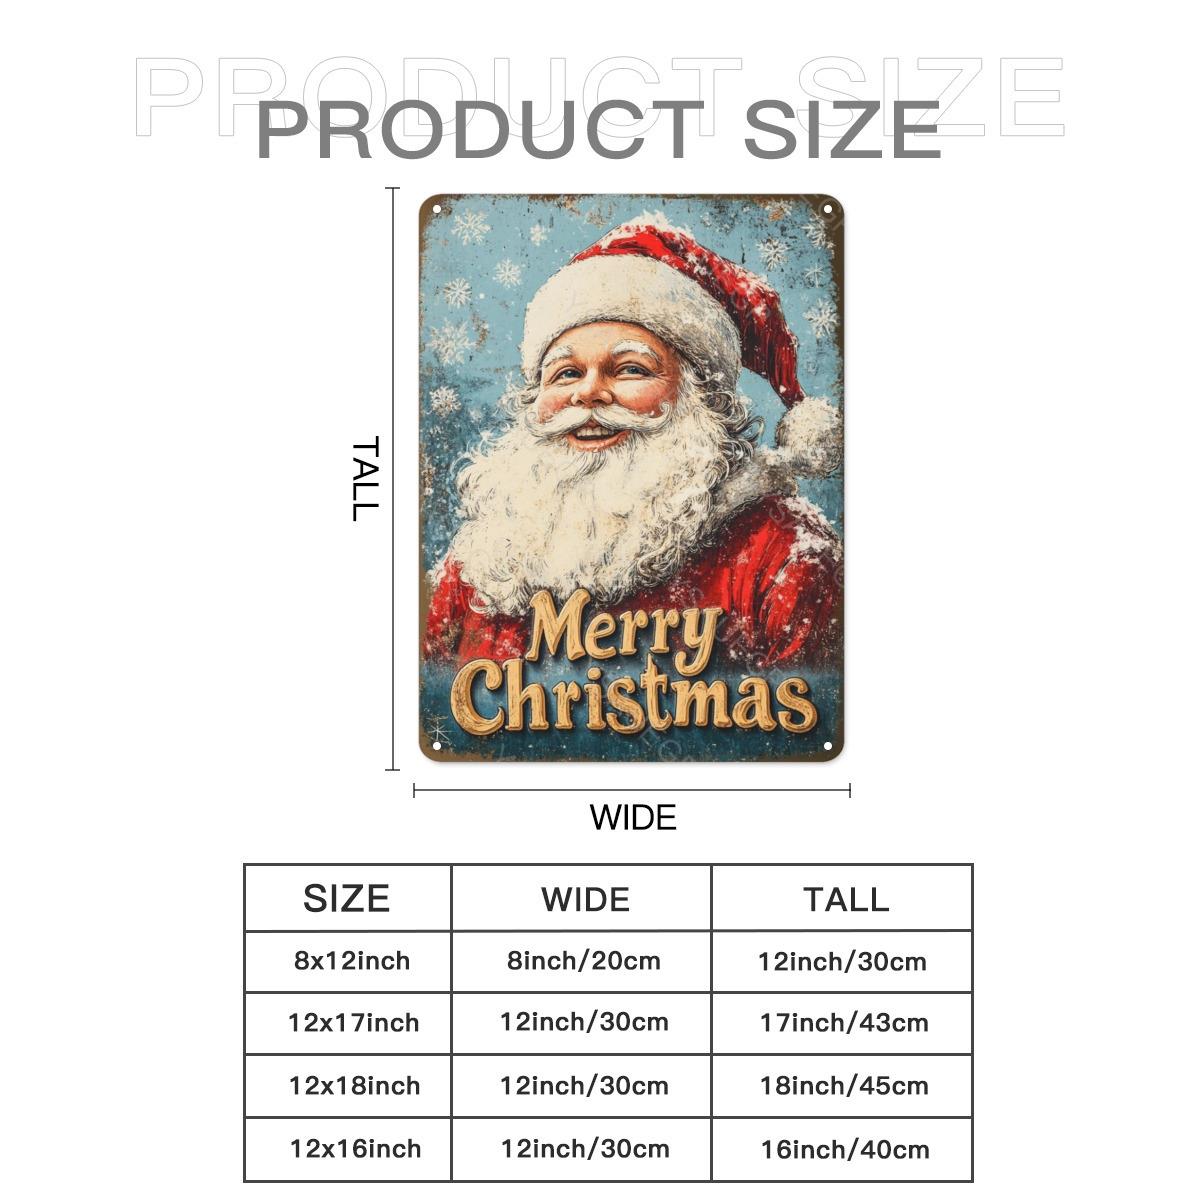 PRODUCT SIZE
PRODUCT SIZE
TALL
Merry
Christmas
WIDE
SIZE WIDE TALL
8x12inch 8inch/20cm 12inch/30cm
12x17inch 12inch/30cm 17inch/43cm
12x18inch 12inch/30cm 18inch/45cm
12x16inch 12inch/30cm 16inch/40cm